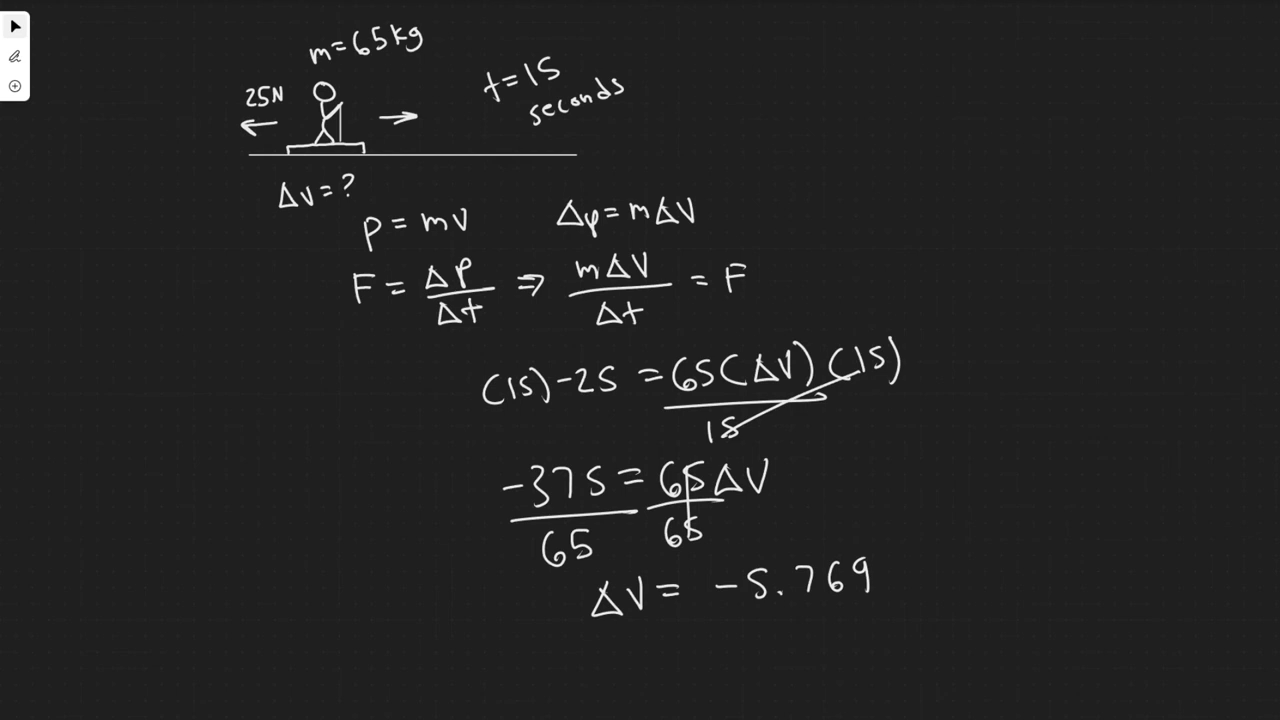 m=65kg
t=15
seconds
25N
Δv=?
p = mv
Δp=mΔV
F = Δp/Δt ⇒ mΔV/Δt = F
(15)-25 = 65(ΔV)(15)/15
-375 = 65ΔV
65 65
ΔV= -5.769